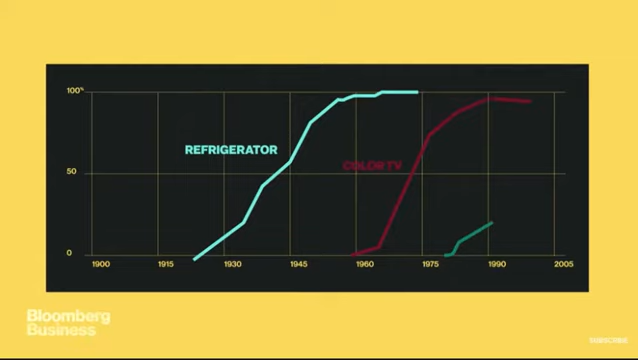 100%
REFRIGERATOR
COLOR TV
50
0
1900 1915 1930 1945 1960 1975 1990 2005
Bloomberg
Business
SUBSCRIBE